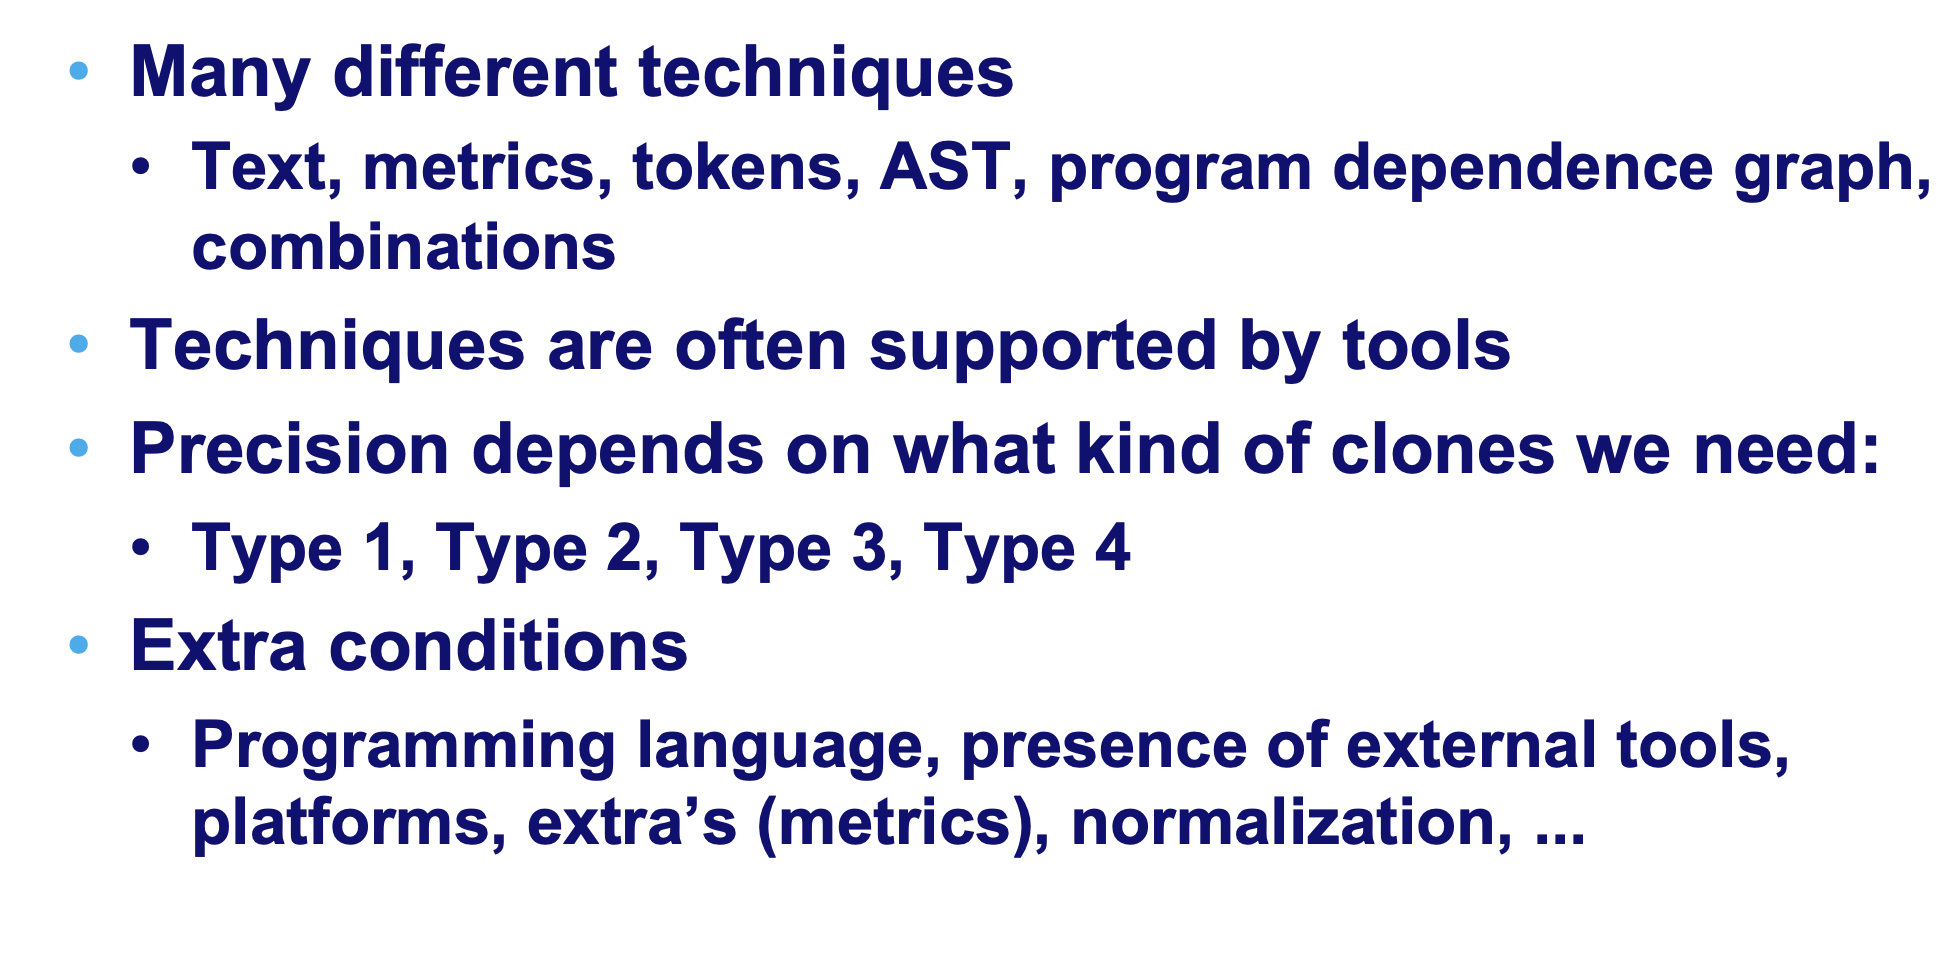 • Many different techniques
• Text, metrics, tokens, AST, program dependence graph,
combinations
• Techniques are often supported by tools
• Precision depends on what kind of clones we need:
• Type 1, Type 2, Type 3, Type 4
• Extra conditions
• Programming language, presence of external tools,
platforms, extra’s (metrics), normalization, ...